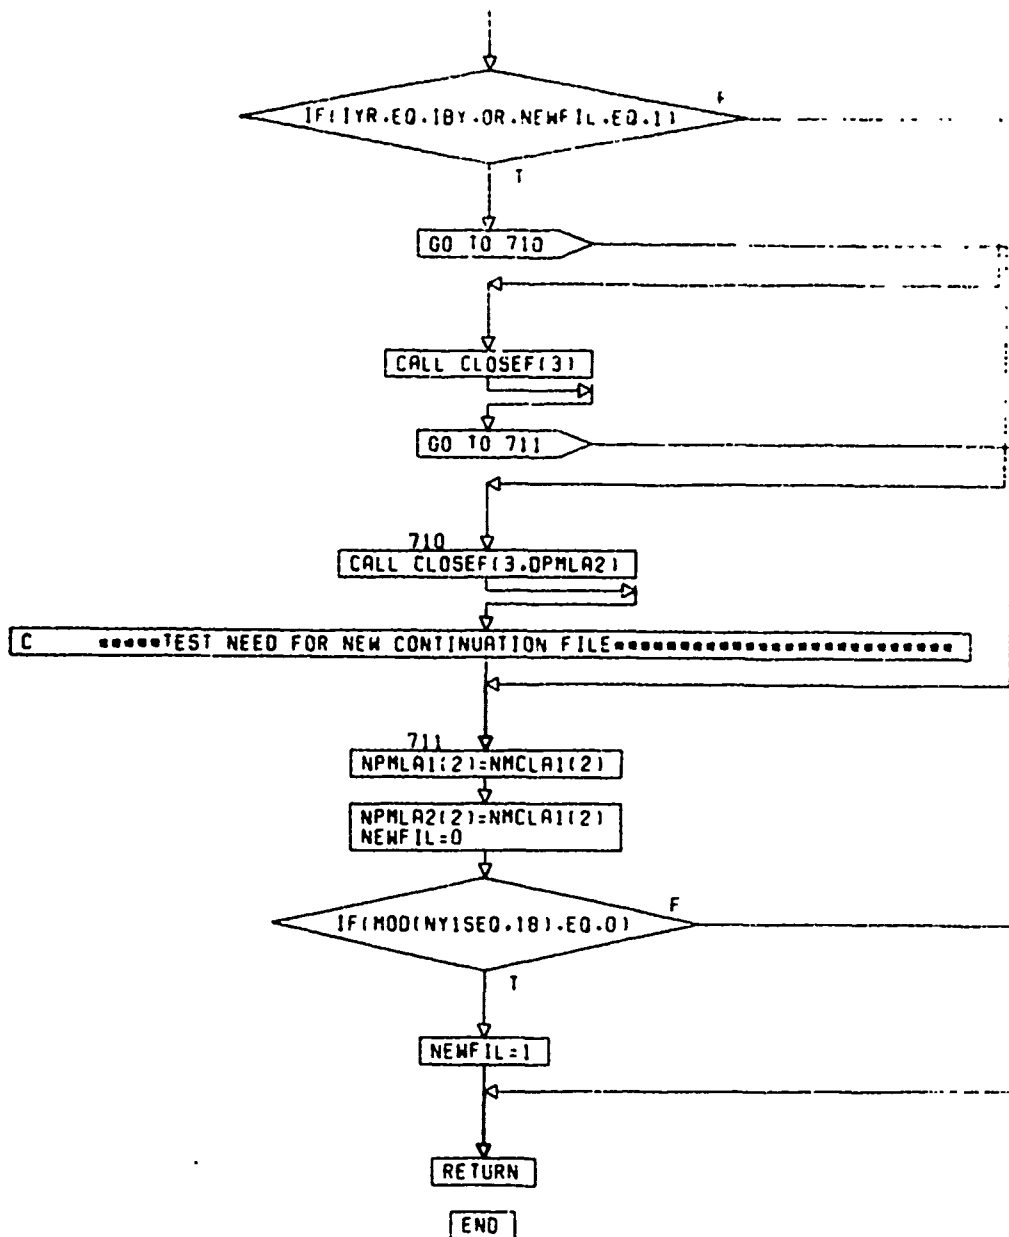 F
IF(IYR.EQ.IBY.OR.NEWFIL.EQ.1)
T
GO TO 710
CALL CLOSEF(3)
GO TO 711
710
CALL CLOSEF(3,DPMLA2)
C *****TEST NEED FOR NEW CONTINUATION FILE**************************
711
NPMLA1(2)=NMCLA1(2)
NPMLA2(2)=NMCLA1(2)
NEWFIL=0
F
IF(MOD(NY1SEQ,18).EQ.0)
T
NEWFIL=1
RETURN
END